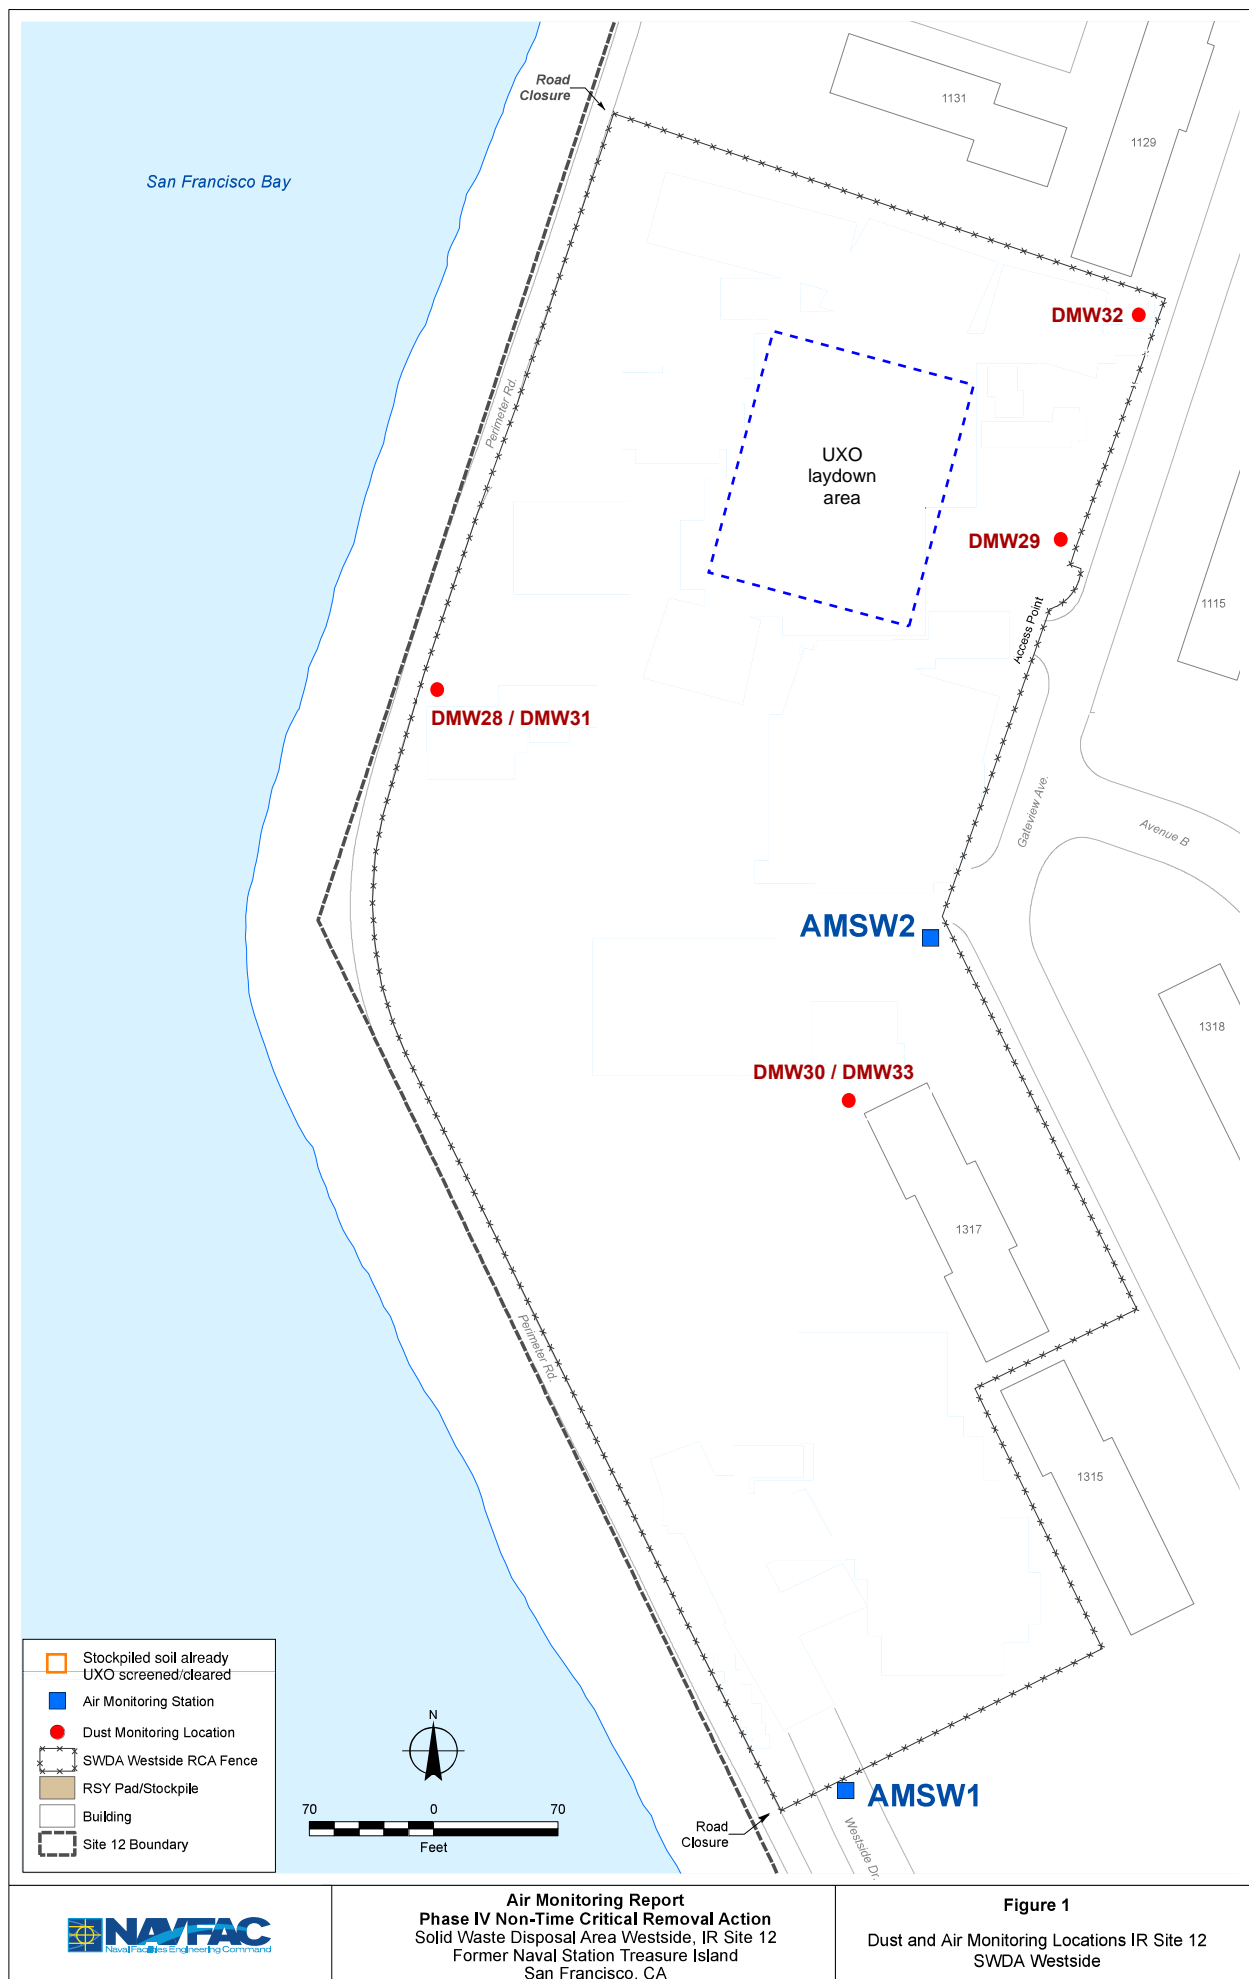 Road
Closure
1131
1129
San Francisco Bay
DMW32
Perimeter Rd.
UXO
laydown
area
DMW29
Access Point
1115
DMW28 / DMW31
Gateview Ave.
Avenue B
AMSW2
1318
DMW30 / DMW33
1317
Perimeter Rd.
1315
Stockpiled soil already
UXO screened/cleared
Air Monitoring Station
Dust Monitoring Location
SWDA Westside RCA Fence
RSY Pad/Stockpile
Building
Site 12 Boundary
N
70 0 70
Feet
AMSW1
Road
Closure
Westside Dr.
NAVFAC
Naval Facilities Engineering Command
Air Monitoring Report
Phase IV Non-Time Critical Removal Action
Solid Waste Disposal Area Westside, IR Site 12
Former Naval Station Treasure Island
San Francisco, CA
Figure 1
Dust and Air Monitoring Locations IR Site 12
SWDA Westside